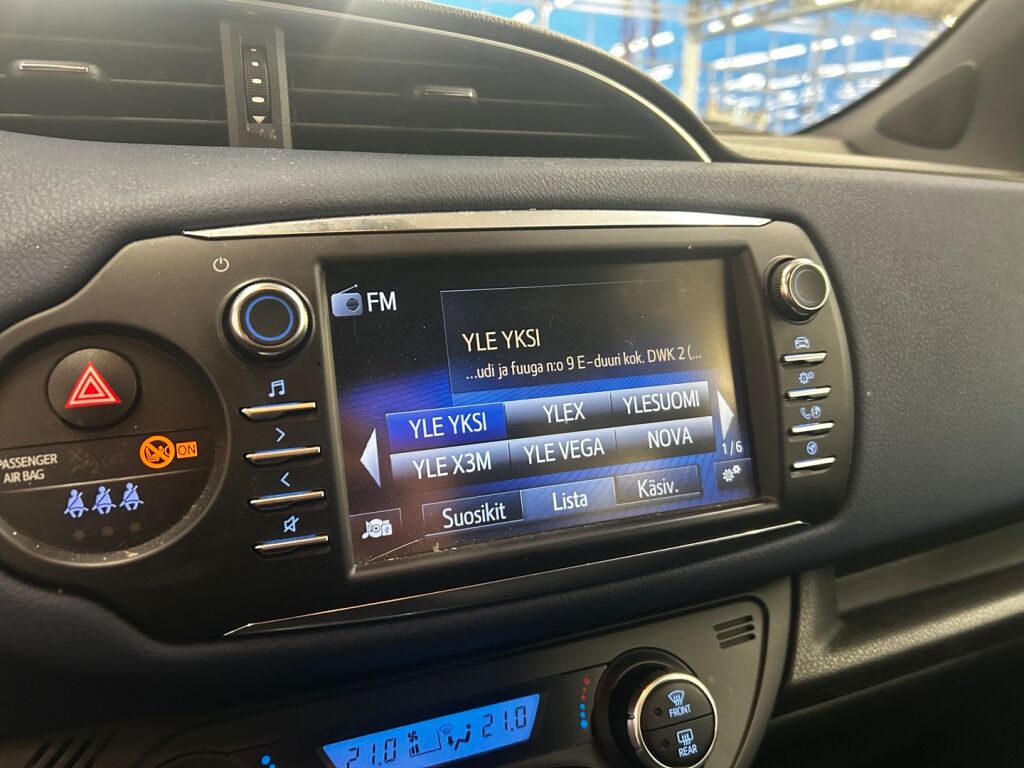 FM
YLE YKSI
...udi ja fuuga n:o 9 E-duuri kok. DWK 2 (...
YLE YKSI YLEX YLESUOMI
YLE X3M YLE VEGA NOVA
1/6
Suosikit Lista Käsiv.
PASSENGER
AIR BAG
2 OFF
ON
21.0 21.0
FRONT
REAR